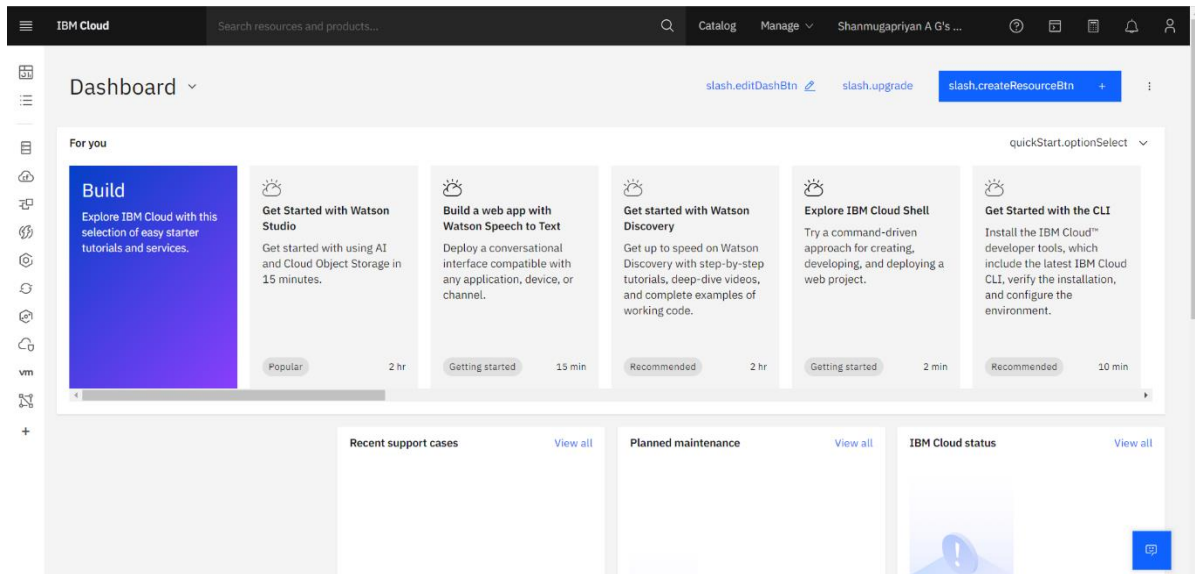 IBM Cloud
Search resources and products...
Catalog
Manage
Shanmugapriyan A G's ...
Dashboard
slash.editDashBtn
slash.upgrade
slash.createResourceBtn +
For you
quickStart.optionSelect
Build
Explore IBM Cloud with this
selection of easy starter
tutorials and services.
Get Started with Watson
Studio
Get started with using AI
and Cloud Object Storage in
15 minutes.
Popular
2 hr
Build a web app with
Watson Speech to Text
Deploy a conversational
interface compatible with
any application, device, or
channel.
Getting started
15 min
Get started with Watson
Discovery
Get up to speed on Watson
Discovery with step-by-step
tutorials, deep-dive videos,
and complete examples of
working code.
Recommended
2 hr
Explore IBM Cloud Shell
Try a command-driven
approach for creating,
developing, and deploying a
web project.
Getting started
2 min
Get Started with the CLI
Install the IBM Cloud™
developer tools, which
include the latest IBM Cloud
CLI, verify the installation,
and configure the
environment.
Recommended
10 min
vm
Recent support cases
View all
Planned maintenance
View all
IBM Cloud status
View all